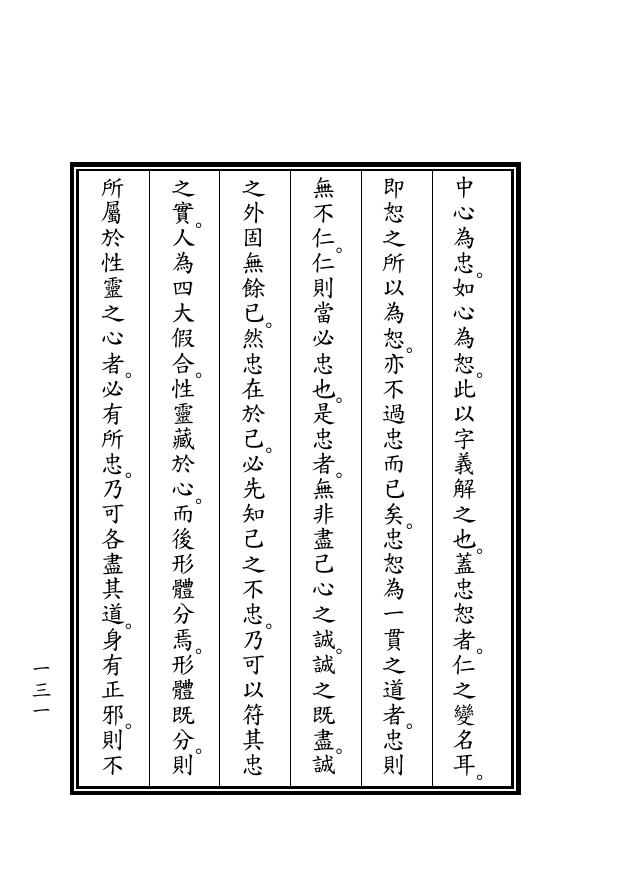 中心為忠。如心為恕。此以字義解之也。蓋忠恕者。仁之變名耳。
即恕之所以為恕。亦不過忠而已矣。忠恕為一貫之道者。忠則
無不仁。仁則當必忠也。是忠者。無非盡己心之誠。誠之既盡。誠
之外固無餘已。然忠在於己。必先知己之不忠。乃可以符其忠
之實。人為四大假合。性靈藏於心。而後形體分焉。形體既分。則
所屬於性靈之心者。必有所忠。乃可各盡其道。身有正邪。則不
一三一